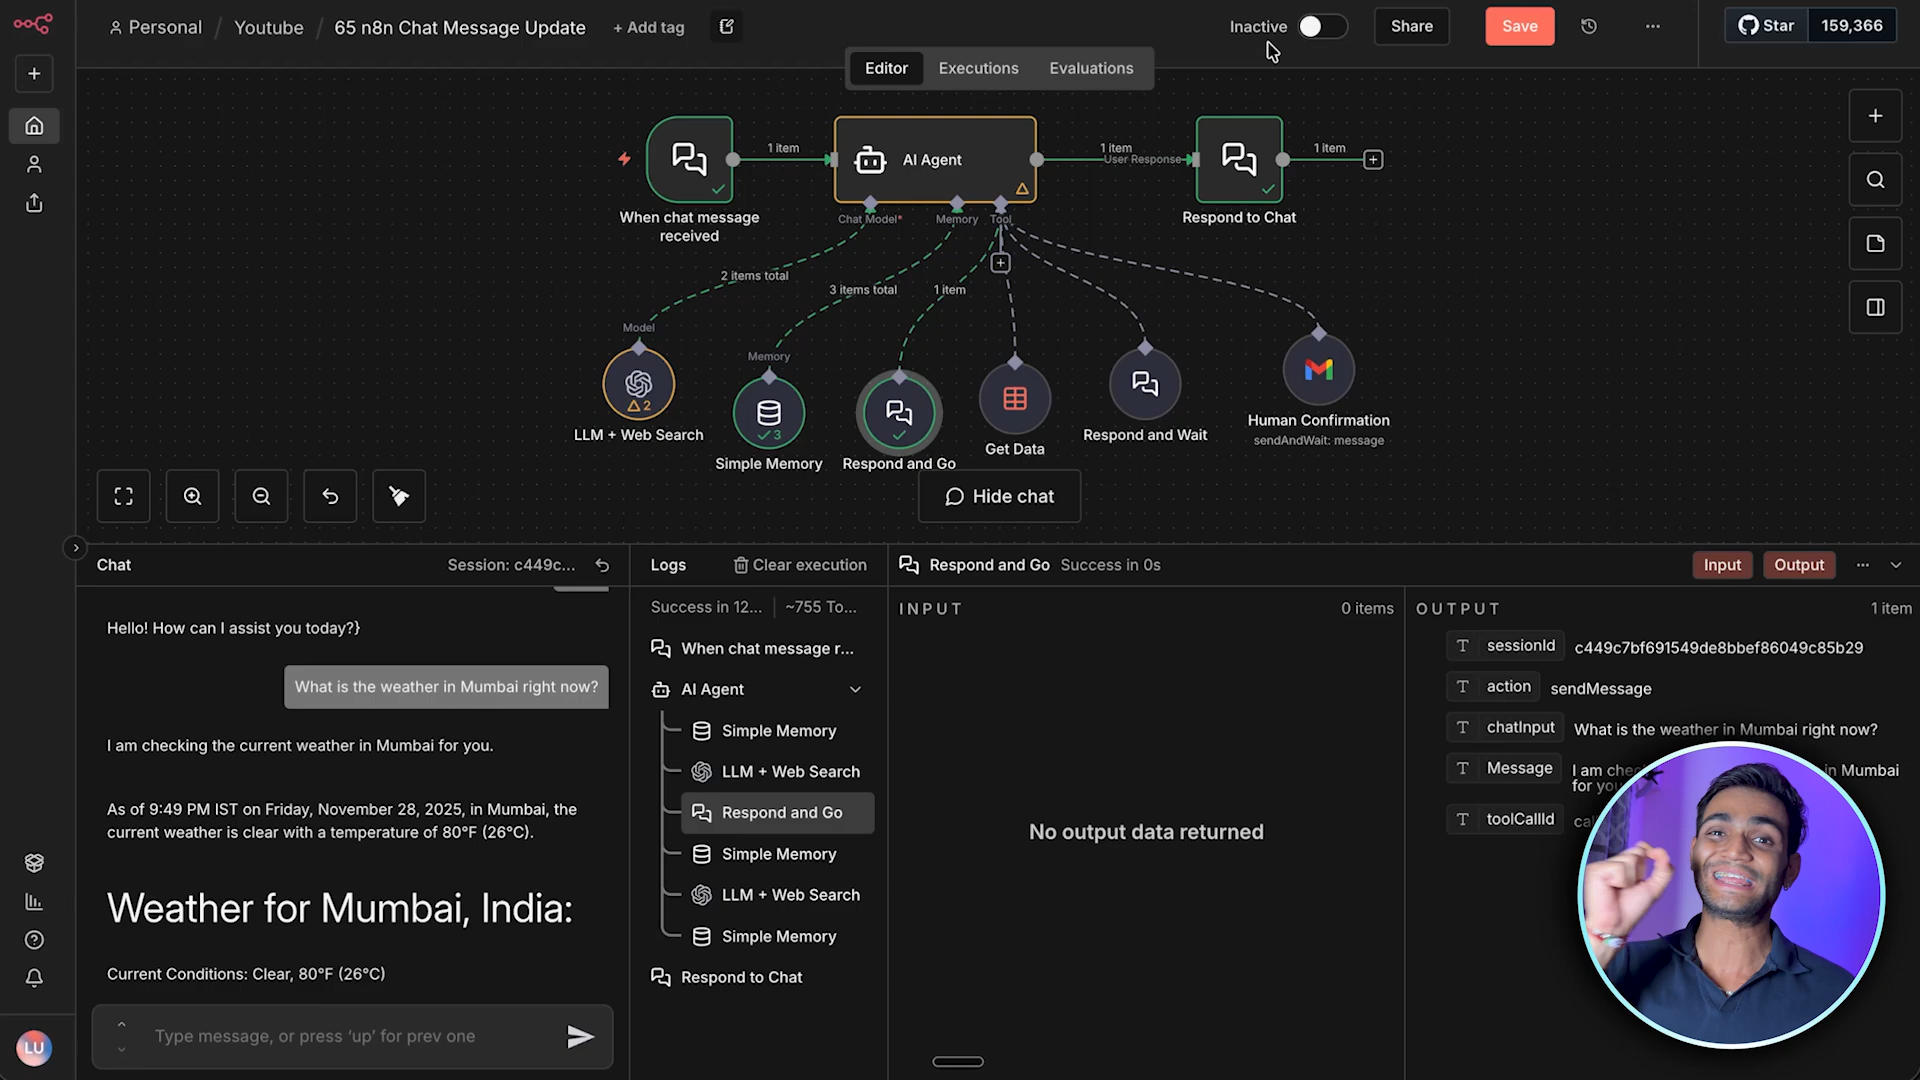 Personal / Youtube / 65 n8n Chat Message Update + Add tag
Inactive
Share
Save
Star 159,366
Editor Executions Evaluations
1 item
AI Agent
1 item
User Response
1 item
When chat message
received
Chat Model*
Memory
Tool
Respond to Chat
2 items total
3 items total
1 item
Model
Memory
2
LLM + Web Search
3
Simple Memory
Respond and Go
Get Data
Respond and Wait
Human Confirmation
sendAndWait: message
Hide chat
Chat
Session: c449c...
Hello! How can I assist you today?}
What is the weather in Mumbai right now?
I am checking the current weather in Mumbai for you.
As of 9:49 PM IST on Friday, November 28, 2025, in Mumbai, the
current weather is clear with a temperature of 80°F (26°C).
Weather for Mumbai, India:
Current Conditions: Clear, 80°F (26°C)
Type message, or press ‘up’ for prev one
LU
Logs
Clear execution
Success in 12... ~755 To...
When chat message r...
AI Agent
Simple Memory
LLM + Web Search
Respond and Go
Simple Memory
LLM + Web Search
Simple Memory
Respond to Chat
Respond and Go Success in 0s
Input
Output
INPUT
0 items
No output data returned
OUTPUT
1 item
T sessionId c449c7bf691549de8bbef86049c85b29
T action sendMessage
T chatInput What is the weather in Mumbai right now?
T Message I am che in Mumbai
for you
T toolCallId ca